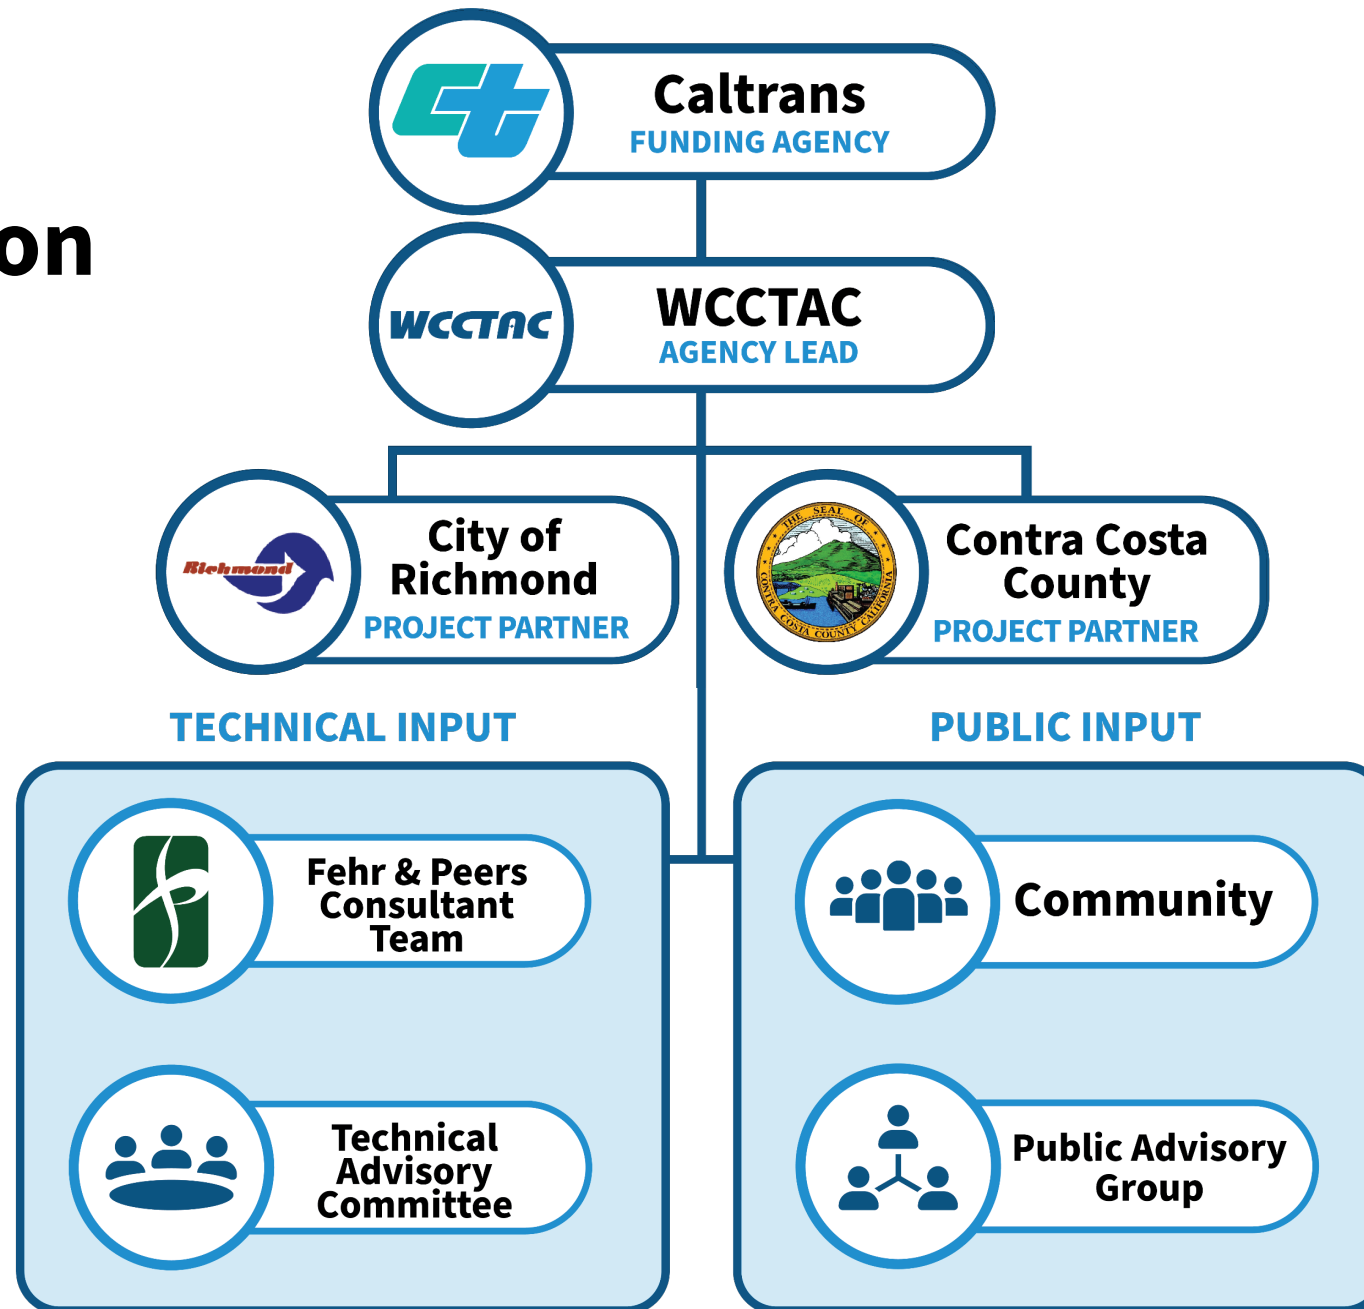 Caltrans
FUNDING AGENCY
on
WCCTAC
WCCTAC
AGENCY LEAD
Richmond
City of
Richmond
PROJECT PARTNER
THE SEAL OF
CONTRA COSTA COUNTY CALIFORNIA
Contra Costa
County
PROJECT PARTNER
TECHNICAL INPUT
Fehr & Peers
Consultant
Team
Technical
Advisory
Committee
PUBLIC INPUT
Community
Public Advisory
Group